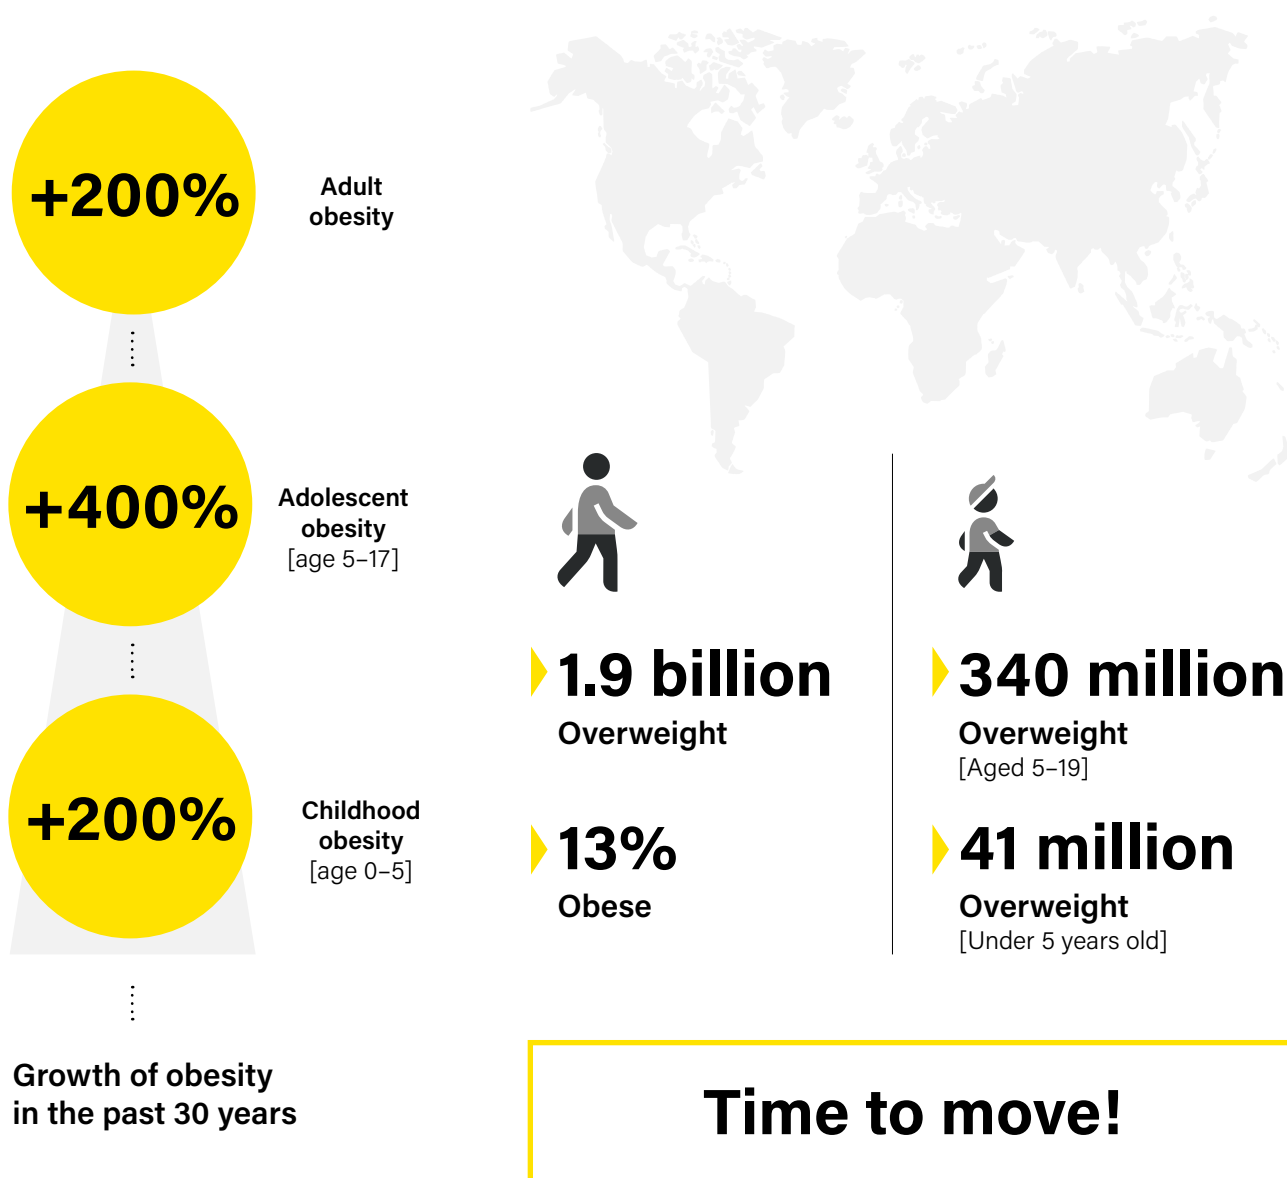 +200%
Adult
obesity
+400%
Adolescent
obesity
[age 5–17]
+200%
Childhood
obesity
[age 0–5]
Growth of obesity
in the past 30 years
1.9 billion
Overweight
13%
Obese
340 million
Overweight
[Aged 5–19]
41 million
Overweight
[Under 5 years old]
Time to move!